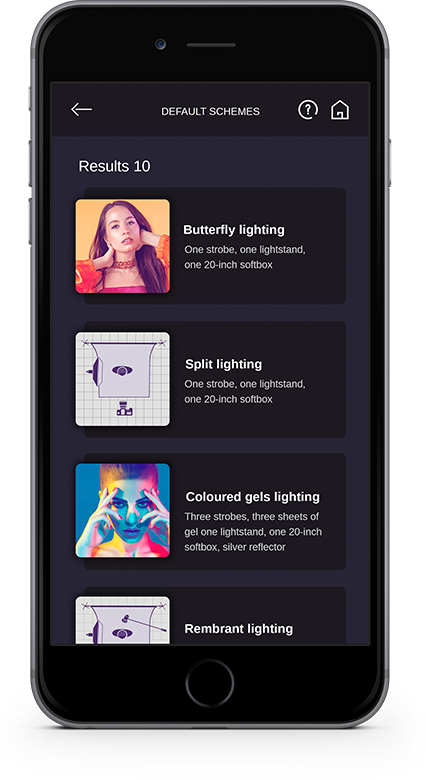 DEFAULT SCHEMES
Results 10
Butterfly lighting
One strobe, one lightstand,
one 20-inch softbox
Split lighting
One strobe, one lightstand,
one 20-inch softbox
Coloured gels lighting
Three strobes, three sheets of
gel one lightstand, one 20-inch
softbox, silver reflector
Rembrant lighting